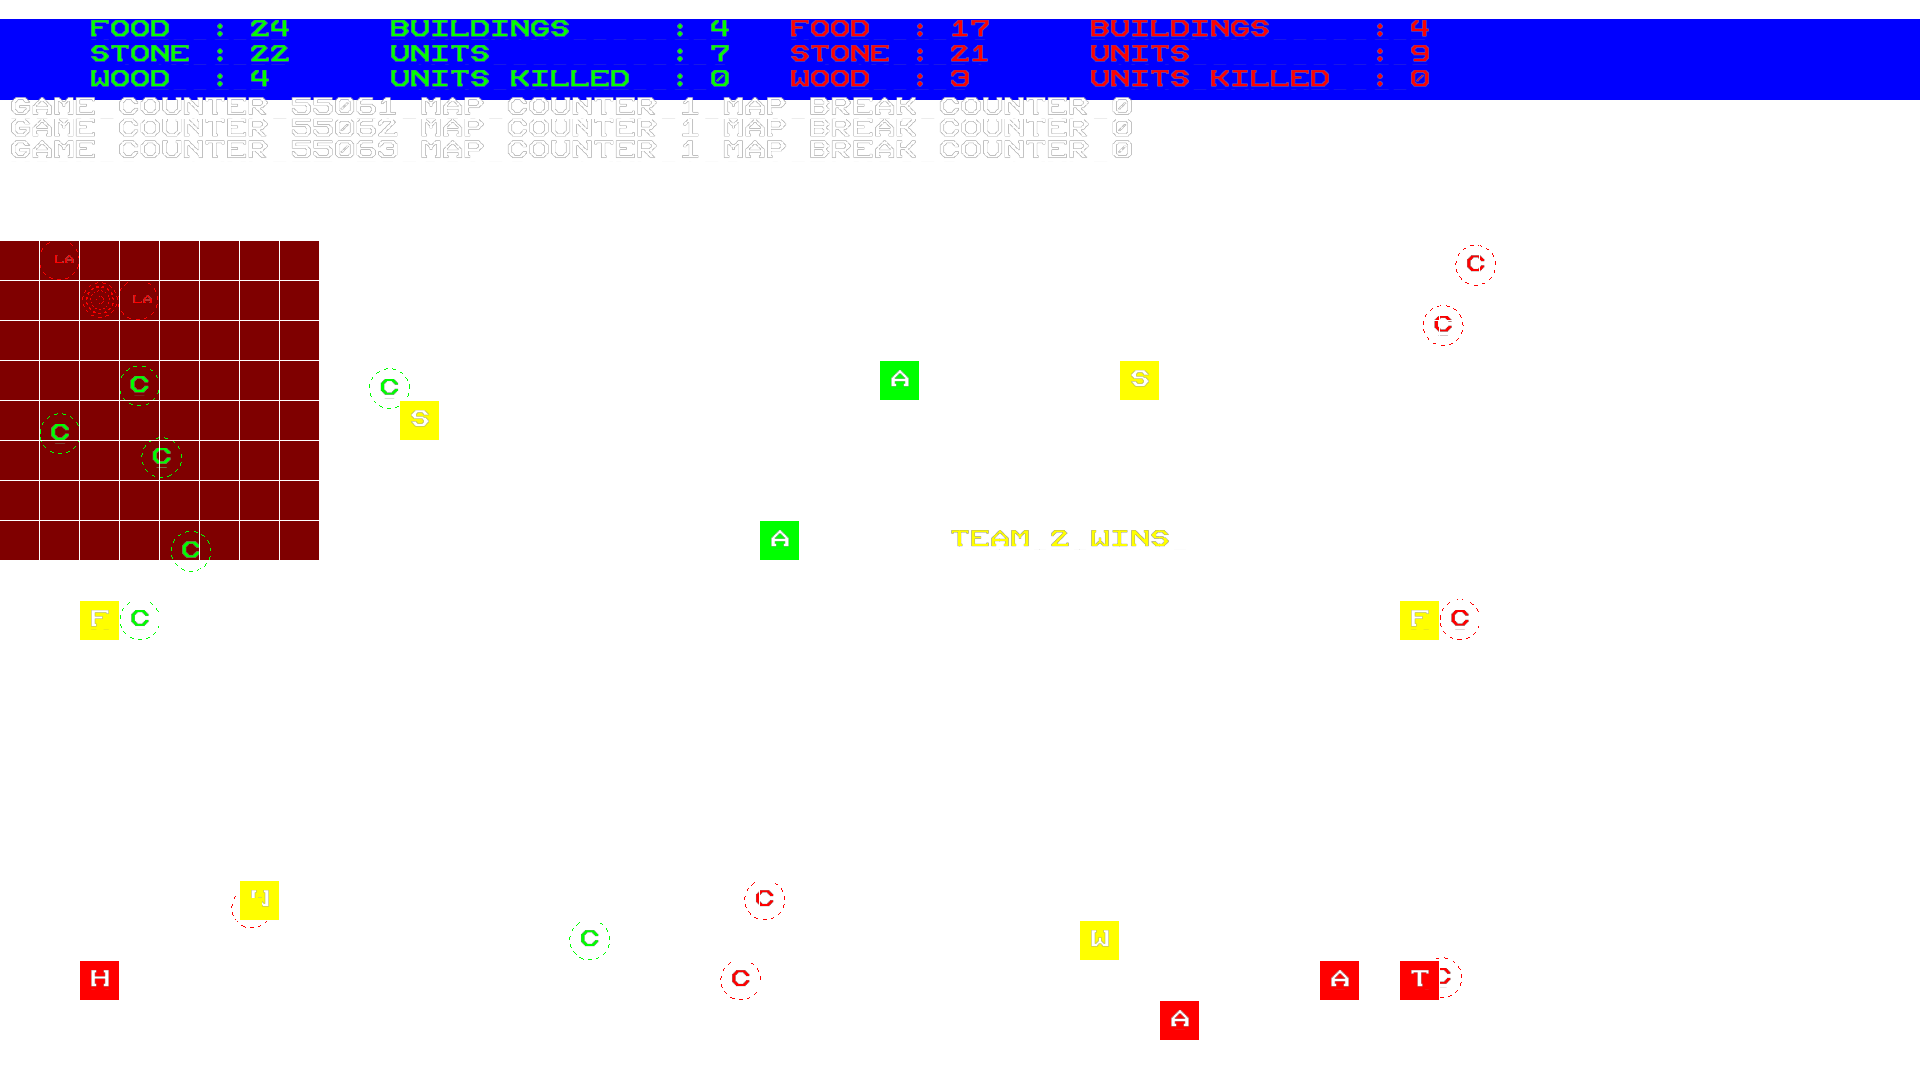 FOOD : 24 BUILDINGS : 4 FOOD : 17 BUILDINGS : 4
STONE : 22 UNITS : 7 STONE : 21 UNITS : 9
WOOD : 4 UNITS KILLED : 0 WOOD : 3 UNITS KILLED : 0
GAME COUNTER 55061 MAP COUNTER 1 MAP BREAK COUNTER 0
GAME COUNTER 55062 MAP COUNTER 1 MAP BREAK COUNTER 0
GAME COUNTER 55063 MAP COUNTER 1 MAP BREAK COUNTER 0
LA C
LA
C
C C A S
C S
C
C
C A TEAM 2 WINS
F C F C
C
C W
H C A T C
A